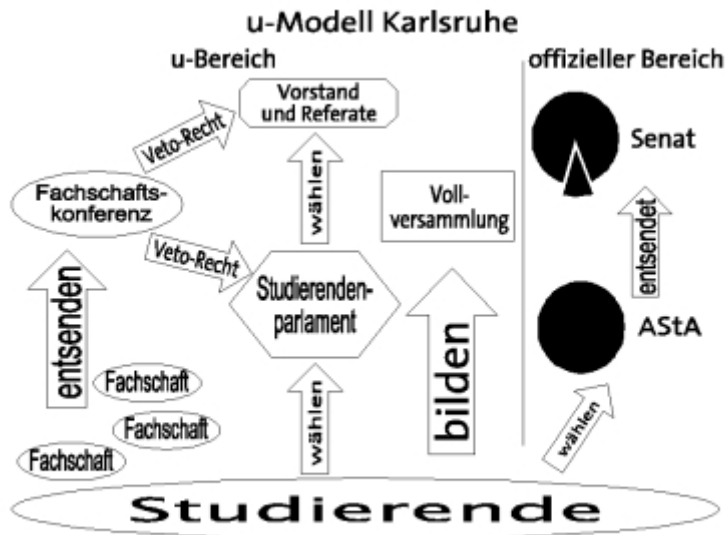 u-Modell Karlsruhe
u-Bereich
offizieller Bereich
Vorstand
und Referate
Veto-Recht
Senat
Fachschafts-
konferenz
wählen
Voll-
versammlung
entsendet
Veto-Recht
Studierenden-
parlament
AStA
entsenden
Fachschaft
Fachschaft
Fachschaft
wählen
bilden
wählen
Studierende